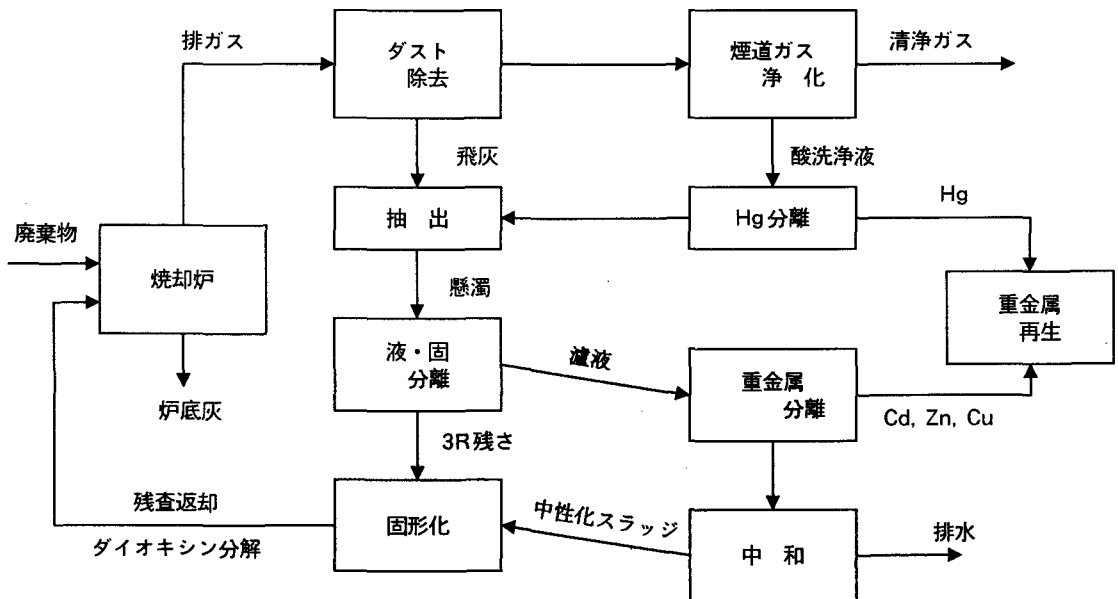 排ガス
ダスト
除去
煙道ガス
浄 化
清浄ガス
飛灰
酸洗浄液
抽 出
Hg分離
Hg
廃棄物
焼却炉
懸濁
重金属
再生
液・固
分離
濾液
重金属
分離
炉底灰
Cd, Zn, Cu
3R残さ
残査返却
固形化
中性化スラッジ
ダイオキシン分解
中 和
排水